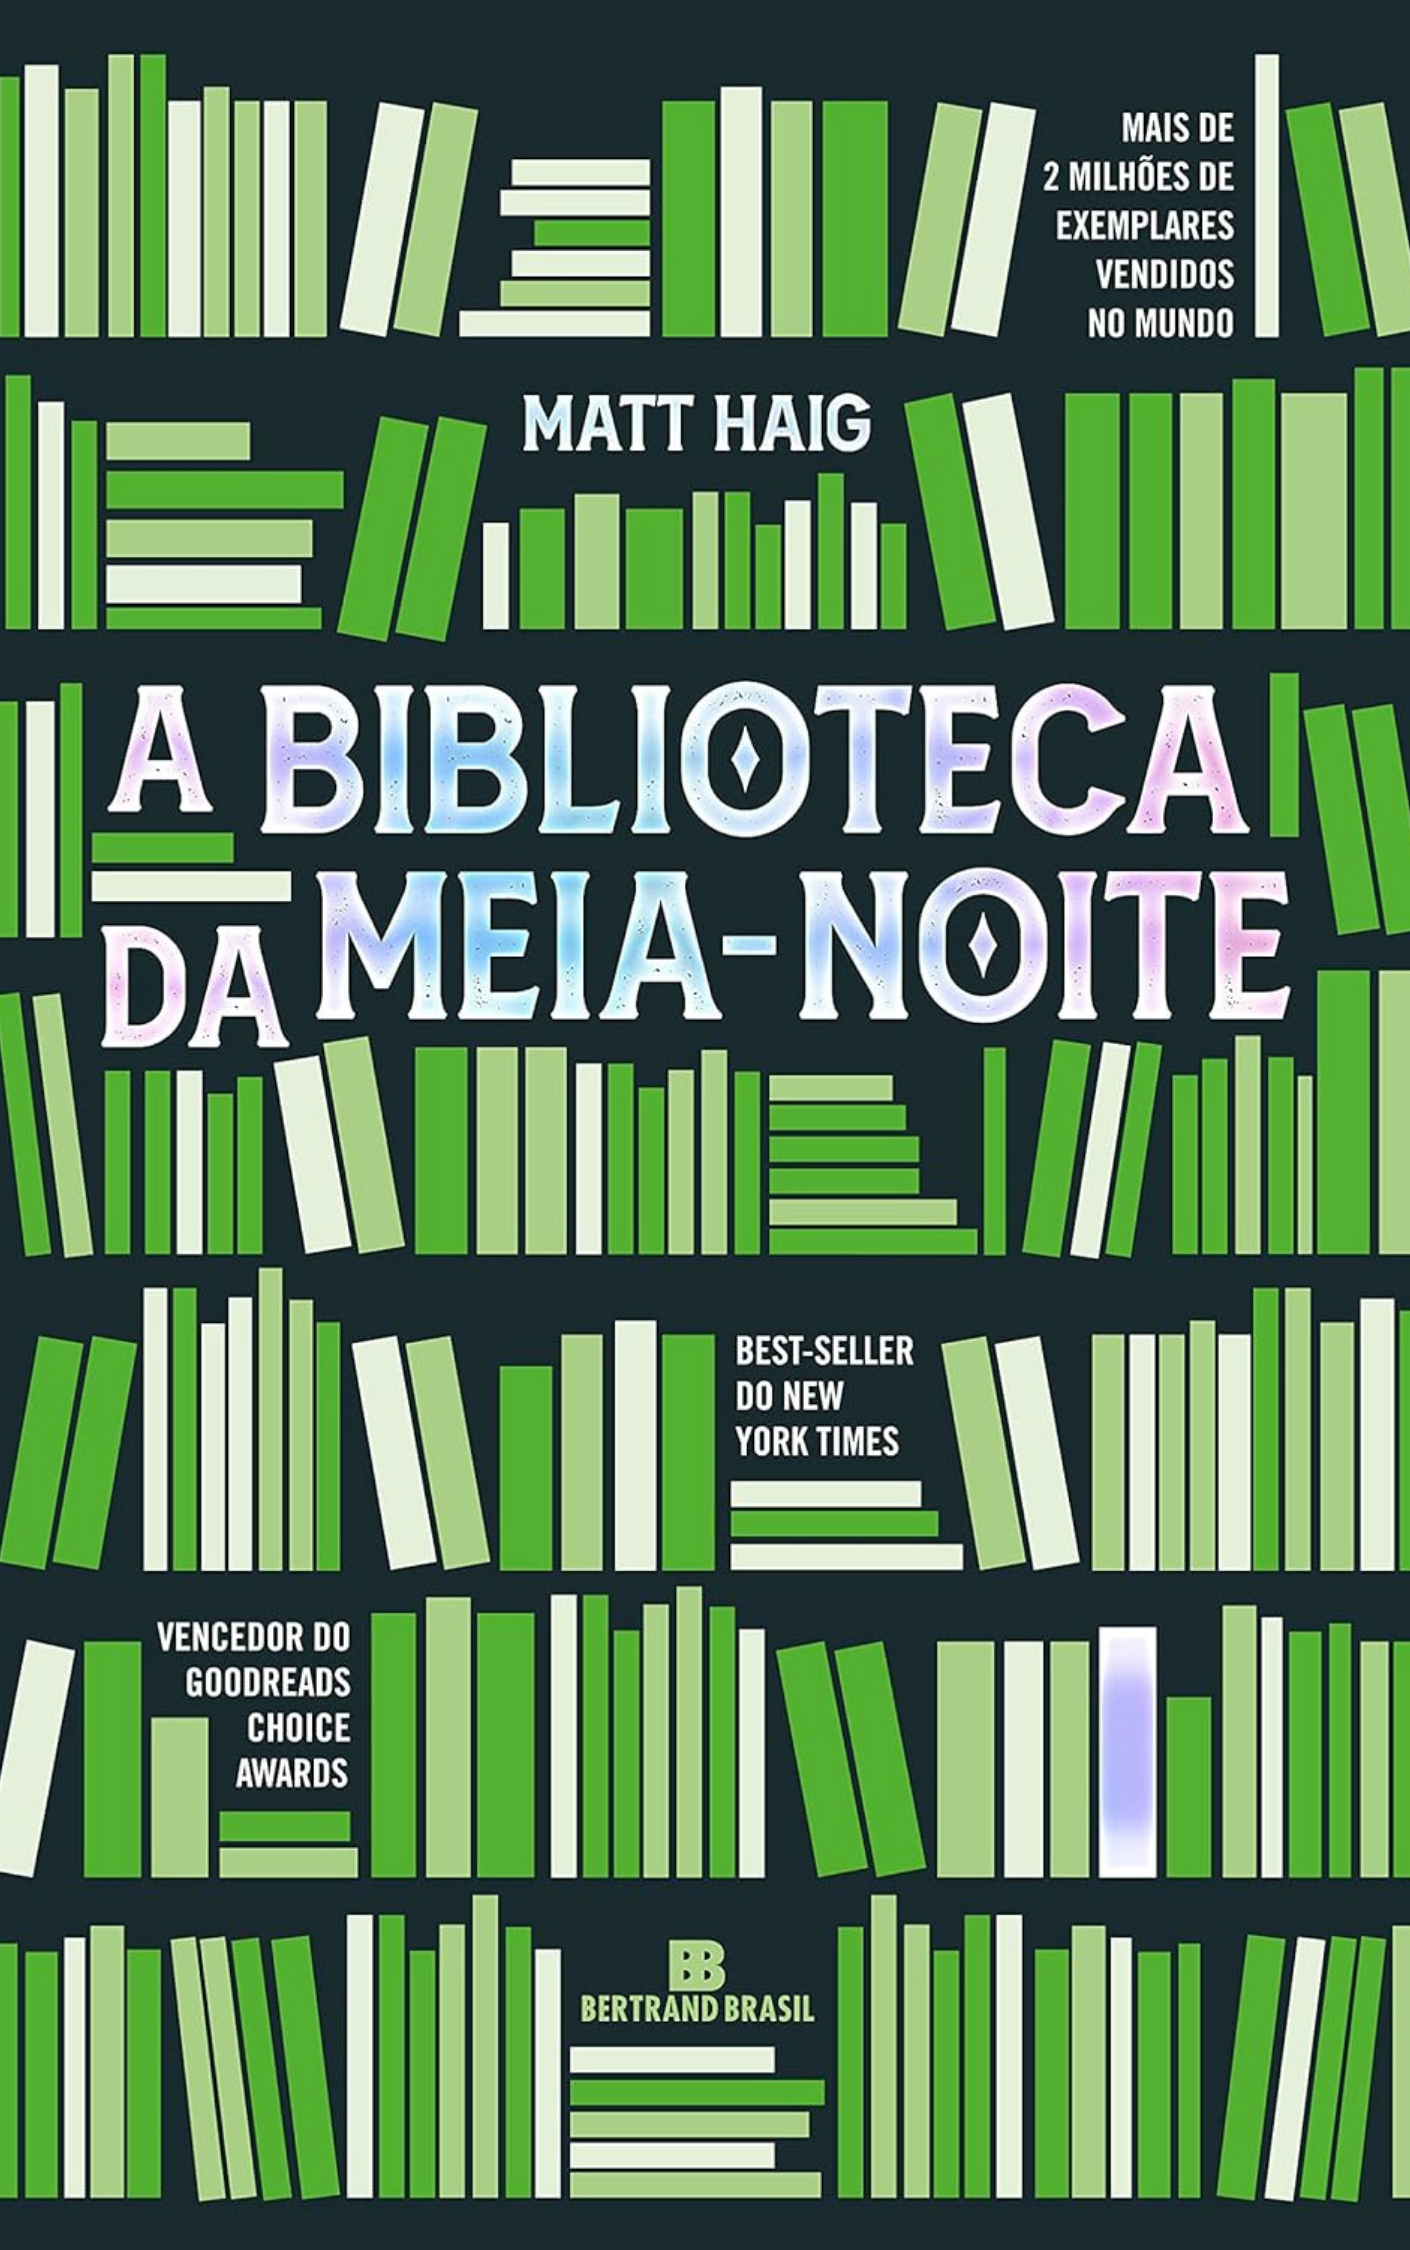 MAIS DE
2 MILHÕES DE
EXEMPLARES
VENDIDOS
NO MUNDO
MATT HAIG
A BIBLIOTECA
DA MEIA-NOITE
BEST-SELLER
DO NEW
YORK TIMES
VENCEDOR DO
GOODREADS
CHOICE
AWARDS
BB
BERTRAND BRASIL